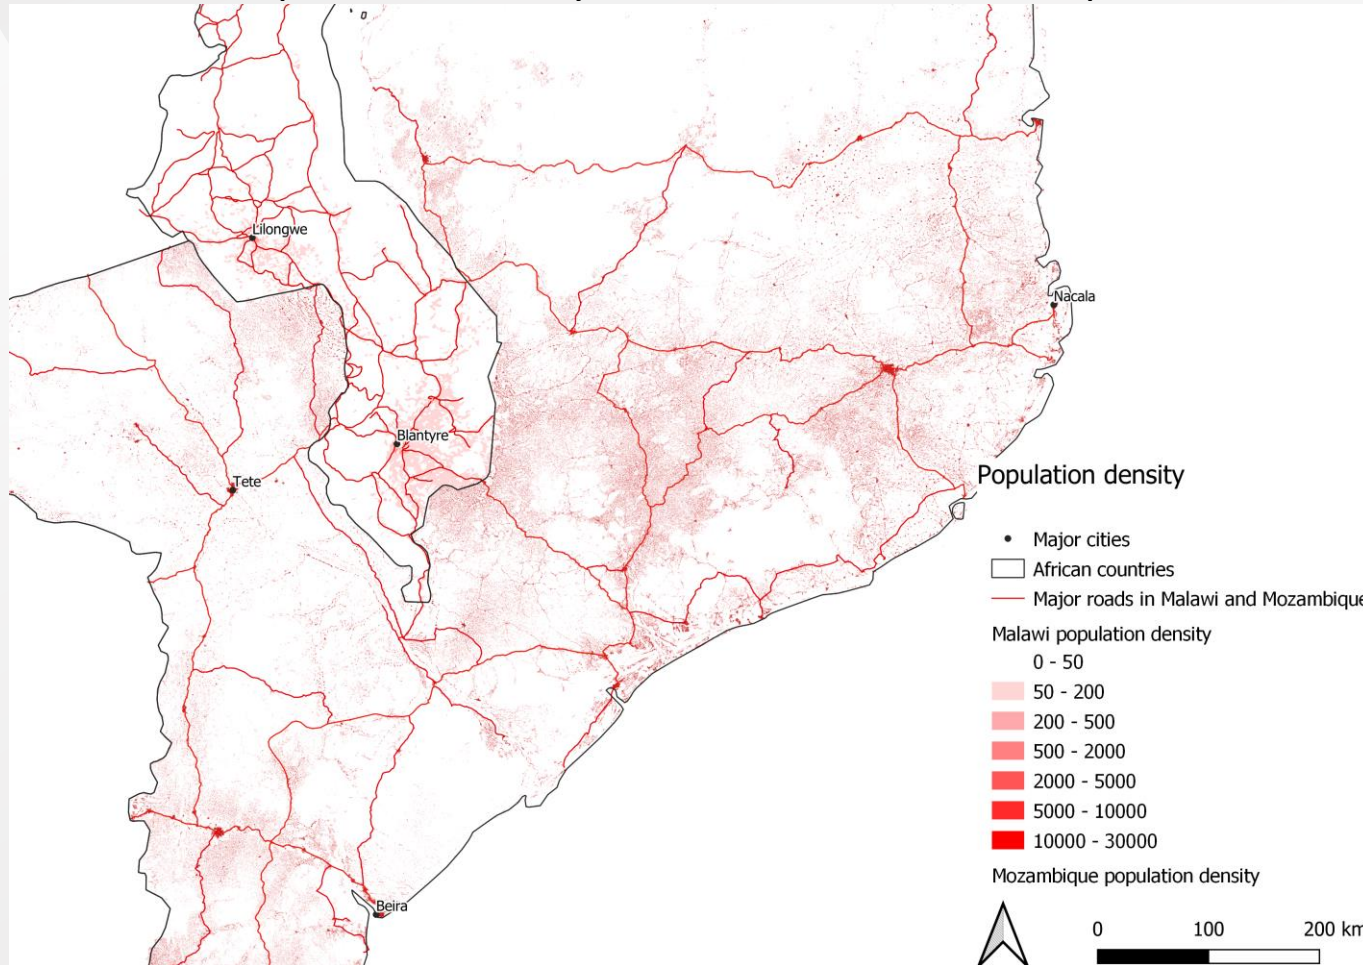 Lilongwe
Nacala
Blantyre
Tete
Beira
Population density
Major cities
African countries
Major roads in Malawi and Mozambique
Malawi population density
0 - 50
50 - 200
200 - 500
500 - 2000
2000 - 5000
5000 - 10000
10000 - 30000
Mozambique population density
0 100 200 km